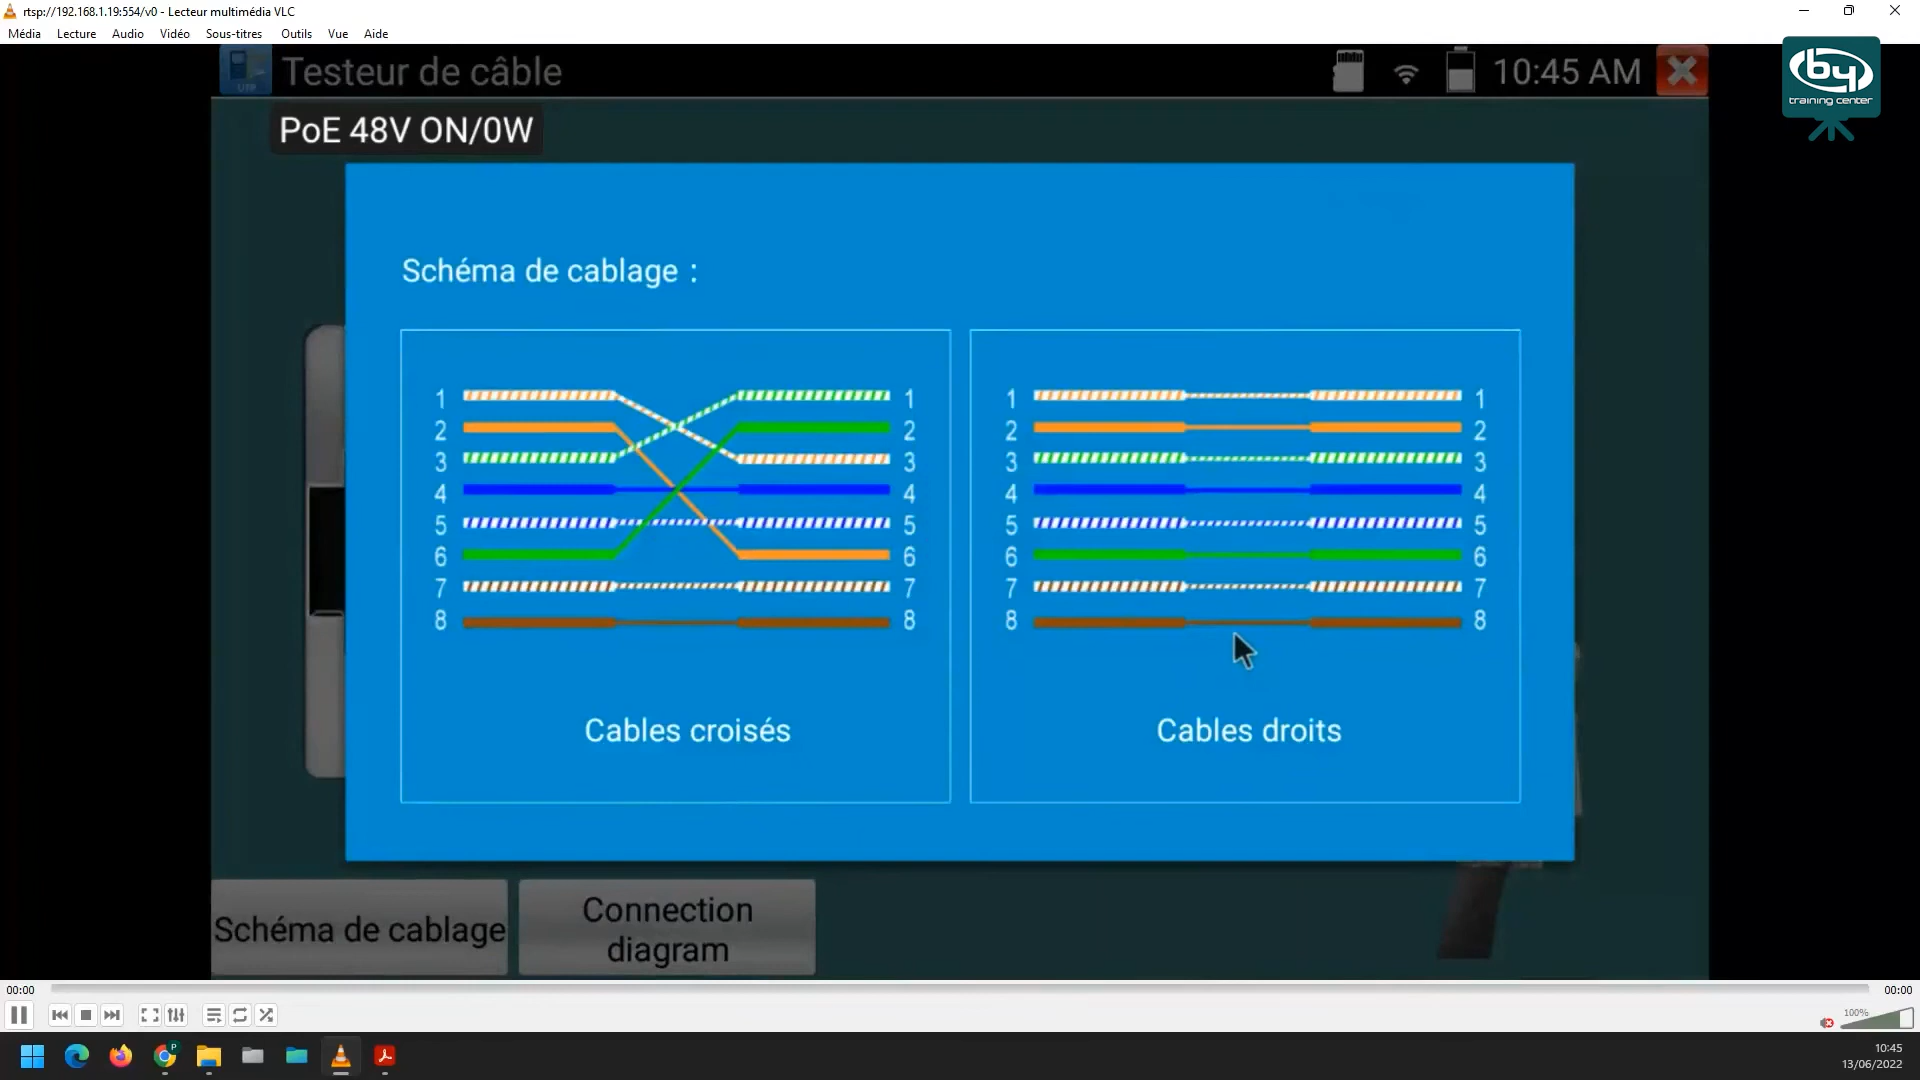 rtsp://192.168.1.19:554/v0 - Lecteur multimédia VLC
Média Lecture Audio Vidéo Sous-titres Outils Vue Aide
UTP Testeur de câble 10:45 AM
by
training center
PoE 48V ON/0W
Schéma de cablage :
1 1 1 1
2 2 2 2
3 3 3 3
4 4 4 4
5 5 5 5
6 6 6 6
7 7 7 7
8 8 8 8
Cables croisés Cables droits
Schéma de cablage
Connection
diagram
00:00 00:00
100%
P
10:45
13/06/2022